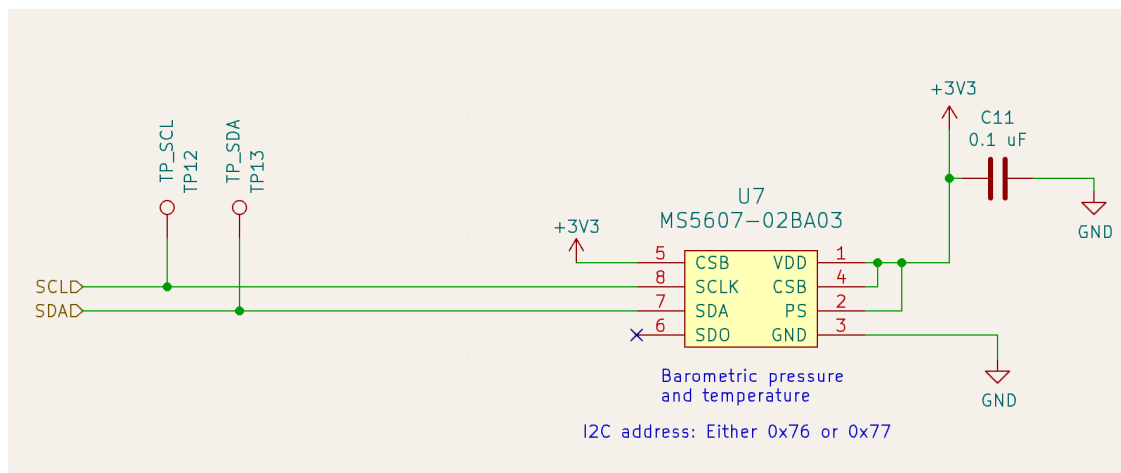 +3V3
C11
0.1 uF
GND
TP_SCL
TP12
TP_SDA
TP13
U7
MS5607-02BA03
+3V3
5 CSB VDD 1
SCL 8 SCLK CSB 4
SDA 7 SDA PS 2
6 SDO GND 3
GND
Barometric pressure
and temperature
I2C address: Either 0x76 or 0x77